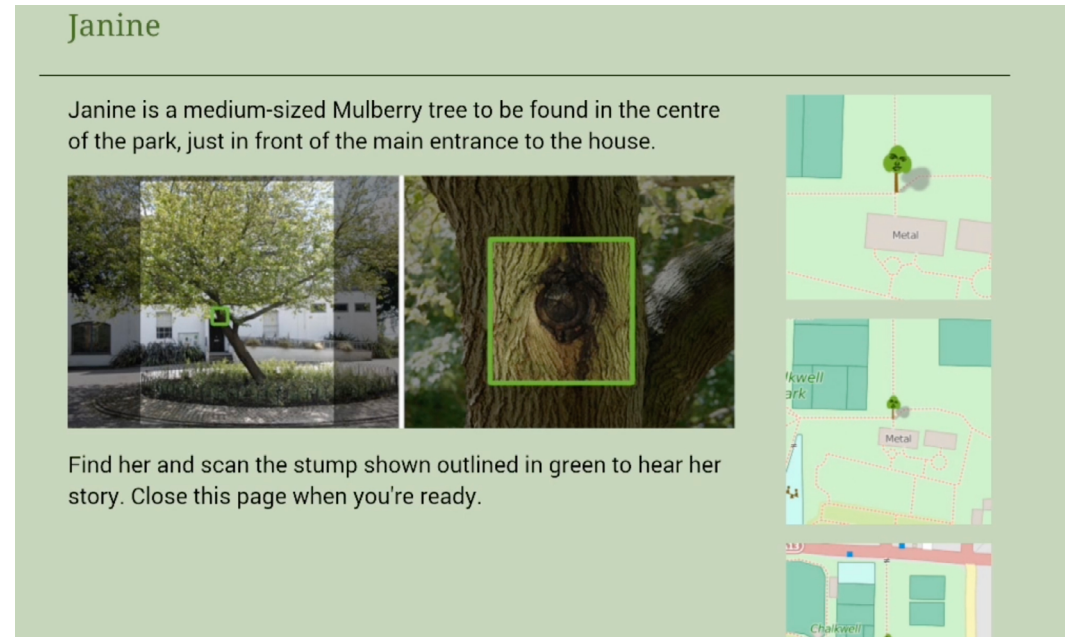 Janine
Janine is a medium-sized Mulberry tree to be found in the centre
of the park, just in front of the main entrance to the house.
Find her and scan the stump shown outlined in green to hear her
story. Close this page when you're ready.
Metal
lkwell
ark
Metal
Chalkwell